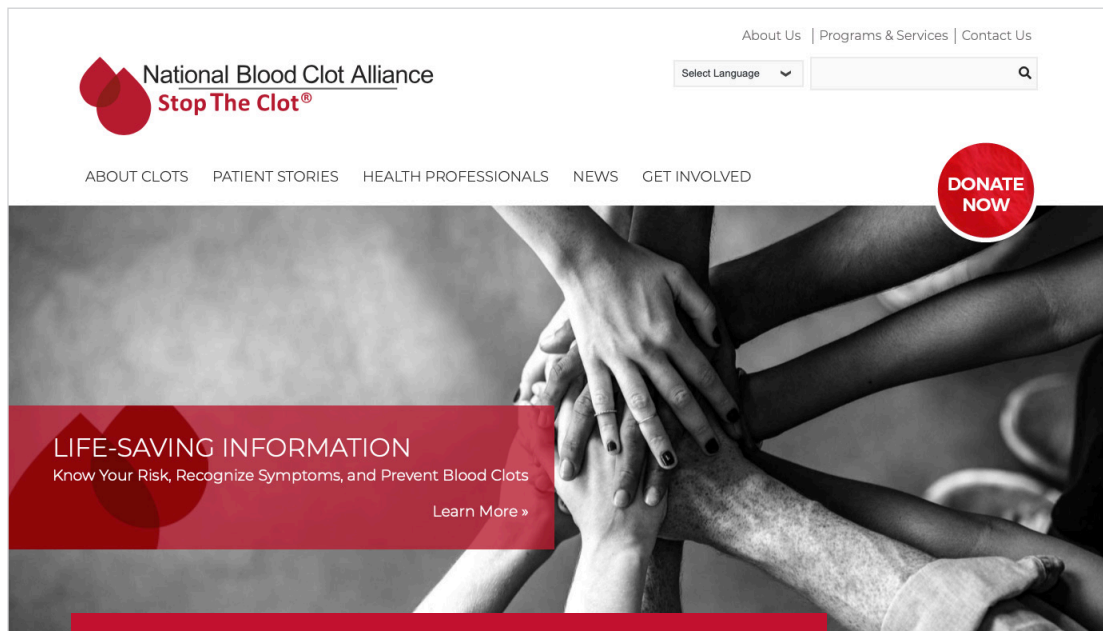 About Us | Programs & Services | Contact Us
National Blood Clot Alliance
Stop The Clot®
Select Language
ABOUT CLOTS PATIENT STORIES HEALTH PROFESSIONALS NEWS GET INVOLVED
DONATE
NOW
LIFE-SAVING INFORMATION
Know Your Risk, Recognize Symptoms, and Prevent Blood Clots
Learn More »